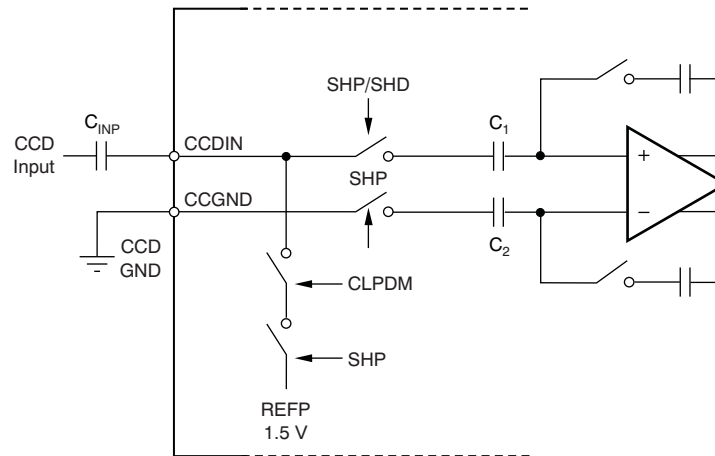 SHP/SHD
C_INP
C_1
CCD
Input
CCDIN
+
SHP
CCGND
−
CCD
GND
C_2
CLPDM
SHP
REFP
1.5 V